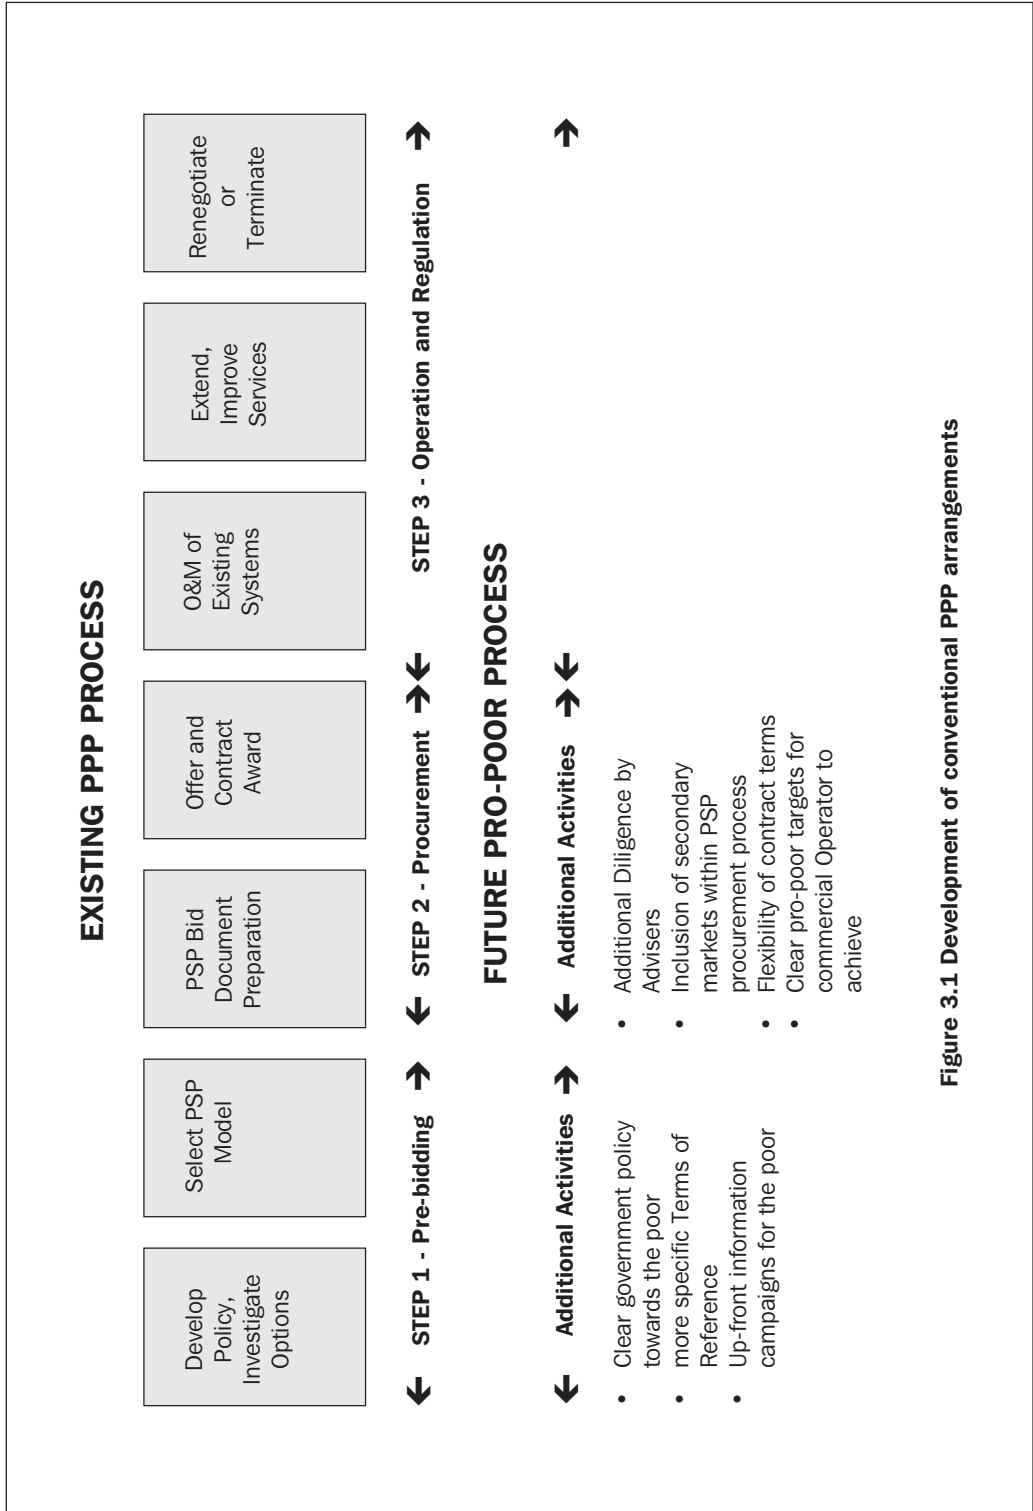 EXISTING PPP PROCESS
Develop
Policy,
Investigate
Options
Select PSP
Model
PSP Bid
Document
Preparation
Offer and
Contract
Award
O&M of
Existing
Systems
Extend,
Improve
Services
Renegotiate
or
Terminate
← STEP 1 - Pre-bidding →
← STEP 2 - Procurement →
← STEP 3 - Operation and Regulation →
FUTURE PRO-POOR PROCESS
← Additional Activities →
← Additional Activities →
← →
• Clear government policy
towards the poor
• more specific Terms of
Reference
• Up-front information
campaigns for the poor
• Additional Diligence by
Advisers
• Inclusion of secondary
markets within PSP
procurement process
• Flexibility of contract terms
• Clear pro-poor targets for
commercial Operator to
achieve
Figure 3.1 Development of conventional PPP arrangements